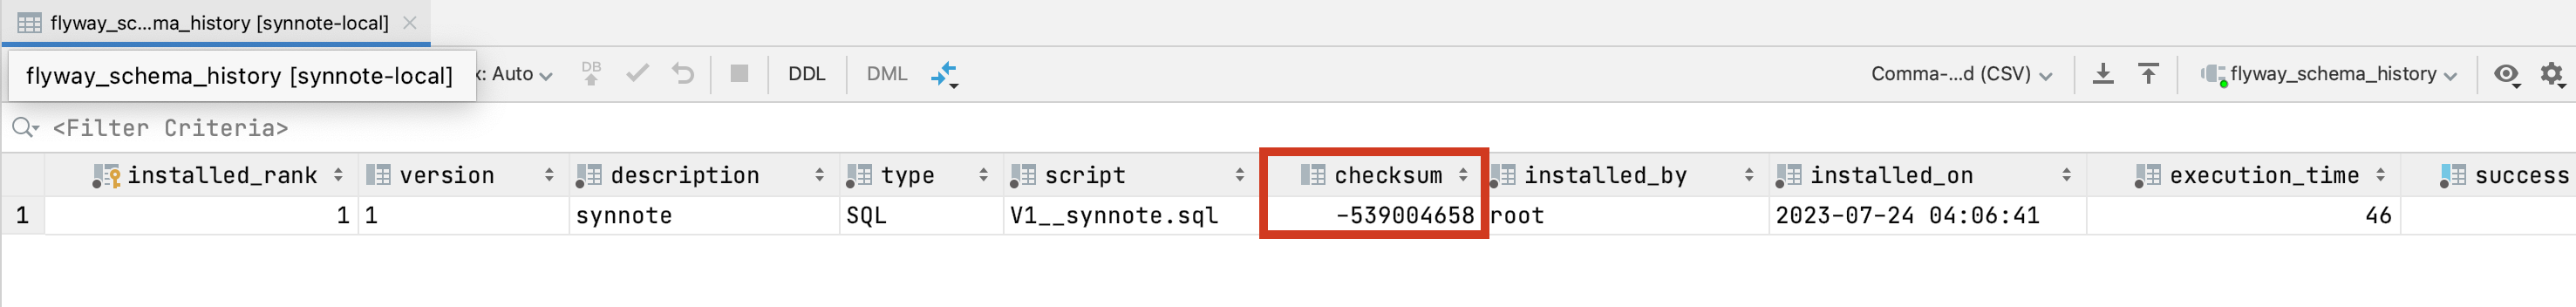 flyway_sc...ma_history [synnote-local]
flyway_schema_history [synnote-local]
x: Auto DB DDL DML Comma-...d (CSV) flyway_schema_history
<Filter Criteria>
installed_rank version description type script checksum installed_by installed_on execution_time success
1 1 1 synnote SQL V1__synnote.sql -539004658 root 2023-07-24 04:06:41 46